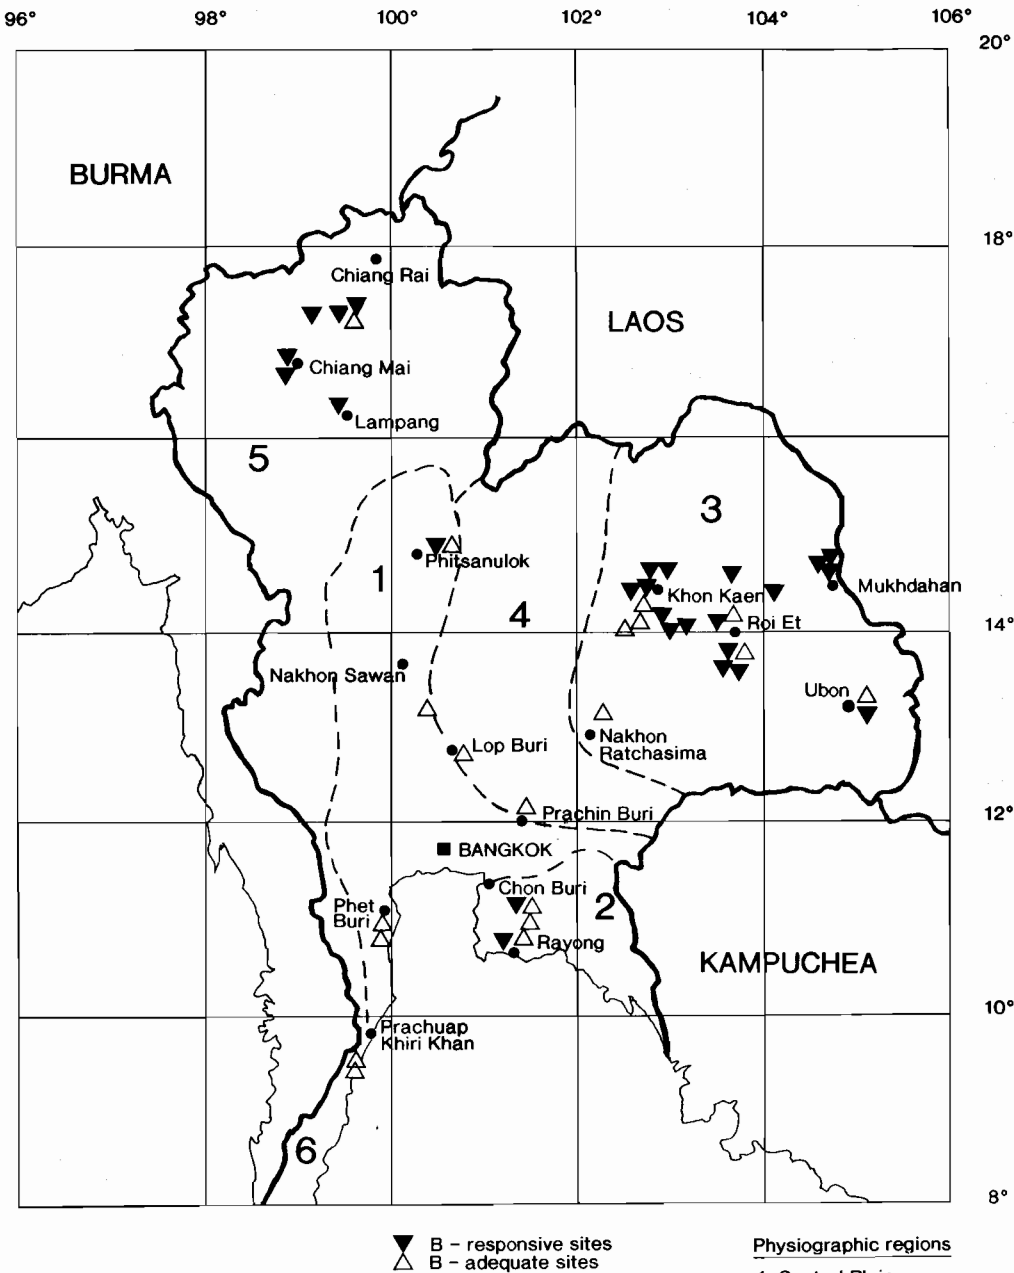 96° 98° 100° 102° 104° 106°
20°
BURMA
18°
Chiang Rai
LAOS
Chiang Mai
Lampang
5
3
1
Phitsanulok
Mukhdahan
Khon Kaen
4
Roi Et
14°
Nakhon Sawan
Ubon
Lop Buri
Nakhon
Ratchasima
Prachin Buri
12°
BANGKOK
Chon Buri
Phet
Buri
2
Rayong
KAMPUCHEA
10°
Prachuap
Khiri Khan
6
8°
B - responsive sites
B - adequate sites
Physiographic regions